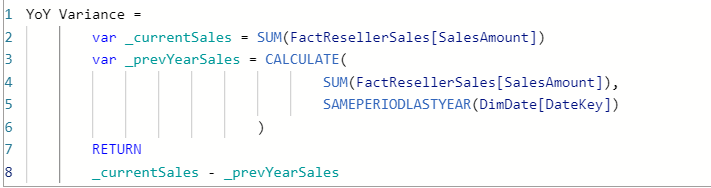 1 YoY Variance =
2 var _currentSales = SUM(FactResellerSales[SalesAmount])
3 var _prevYearSales = CALCULATE(
4 SUM(FactResellerSales[SalesAmount]),
5 SAMEPERIODLASTYEAR(DimDate[DateKey])
6 )
7 RETURN
8 _currentSales - _prevYearSales